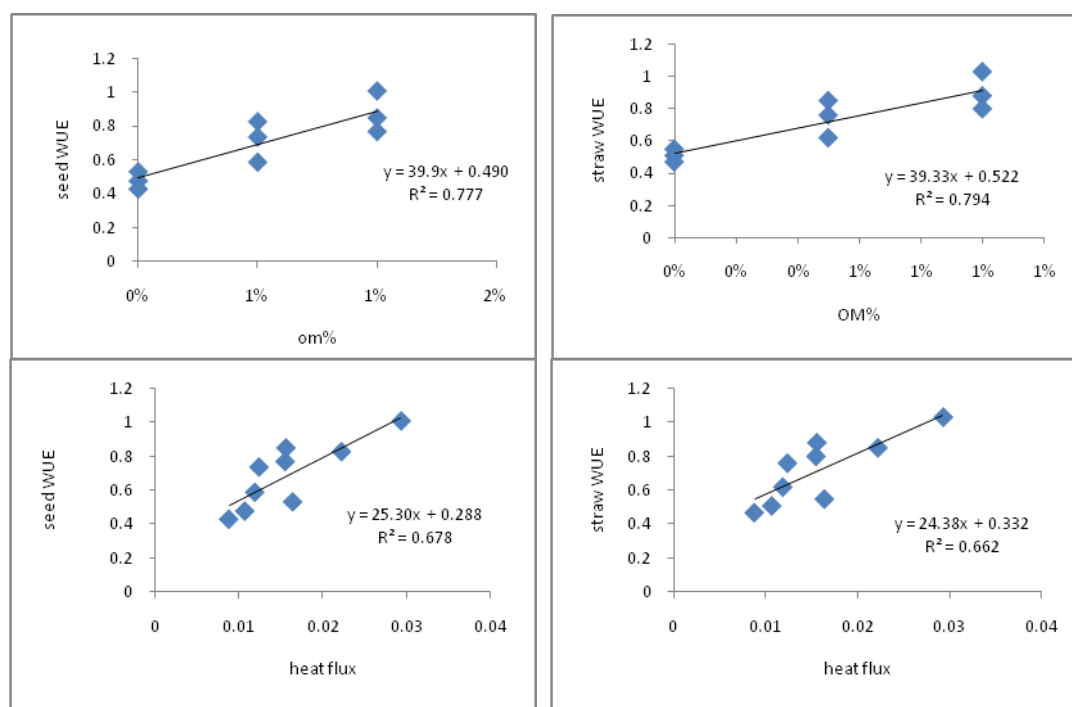 1.2
1
0.8
0.6
0.4
0.2
0
seed WUE
y = 39.9x + 0.490
R² = 0.777
0% 1% 1% 2%
om%
1.2
1
0.8
0.6
0.4
0.2
0
straw WUE
y = 39.33x + 0.522
R² = 0.794
0% 0% 0% 1% 1% 1% 1%
OM%
1.2
1
0.8
0.6
0.4
0.2
0
seed WUE
y = 25.30x + 0.288
R² = 0.678
0 0.01 0.02 0.03 0.04
heat flux
1.2
1
0.8
0.6
0.4
0.2
0
straw WUE
y = 24.38x + 0.332
R² = 0.662
0 0.01 0.02 0.03 0.04
heat flux